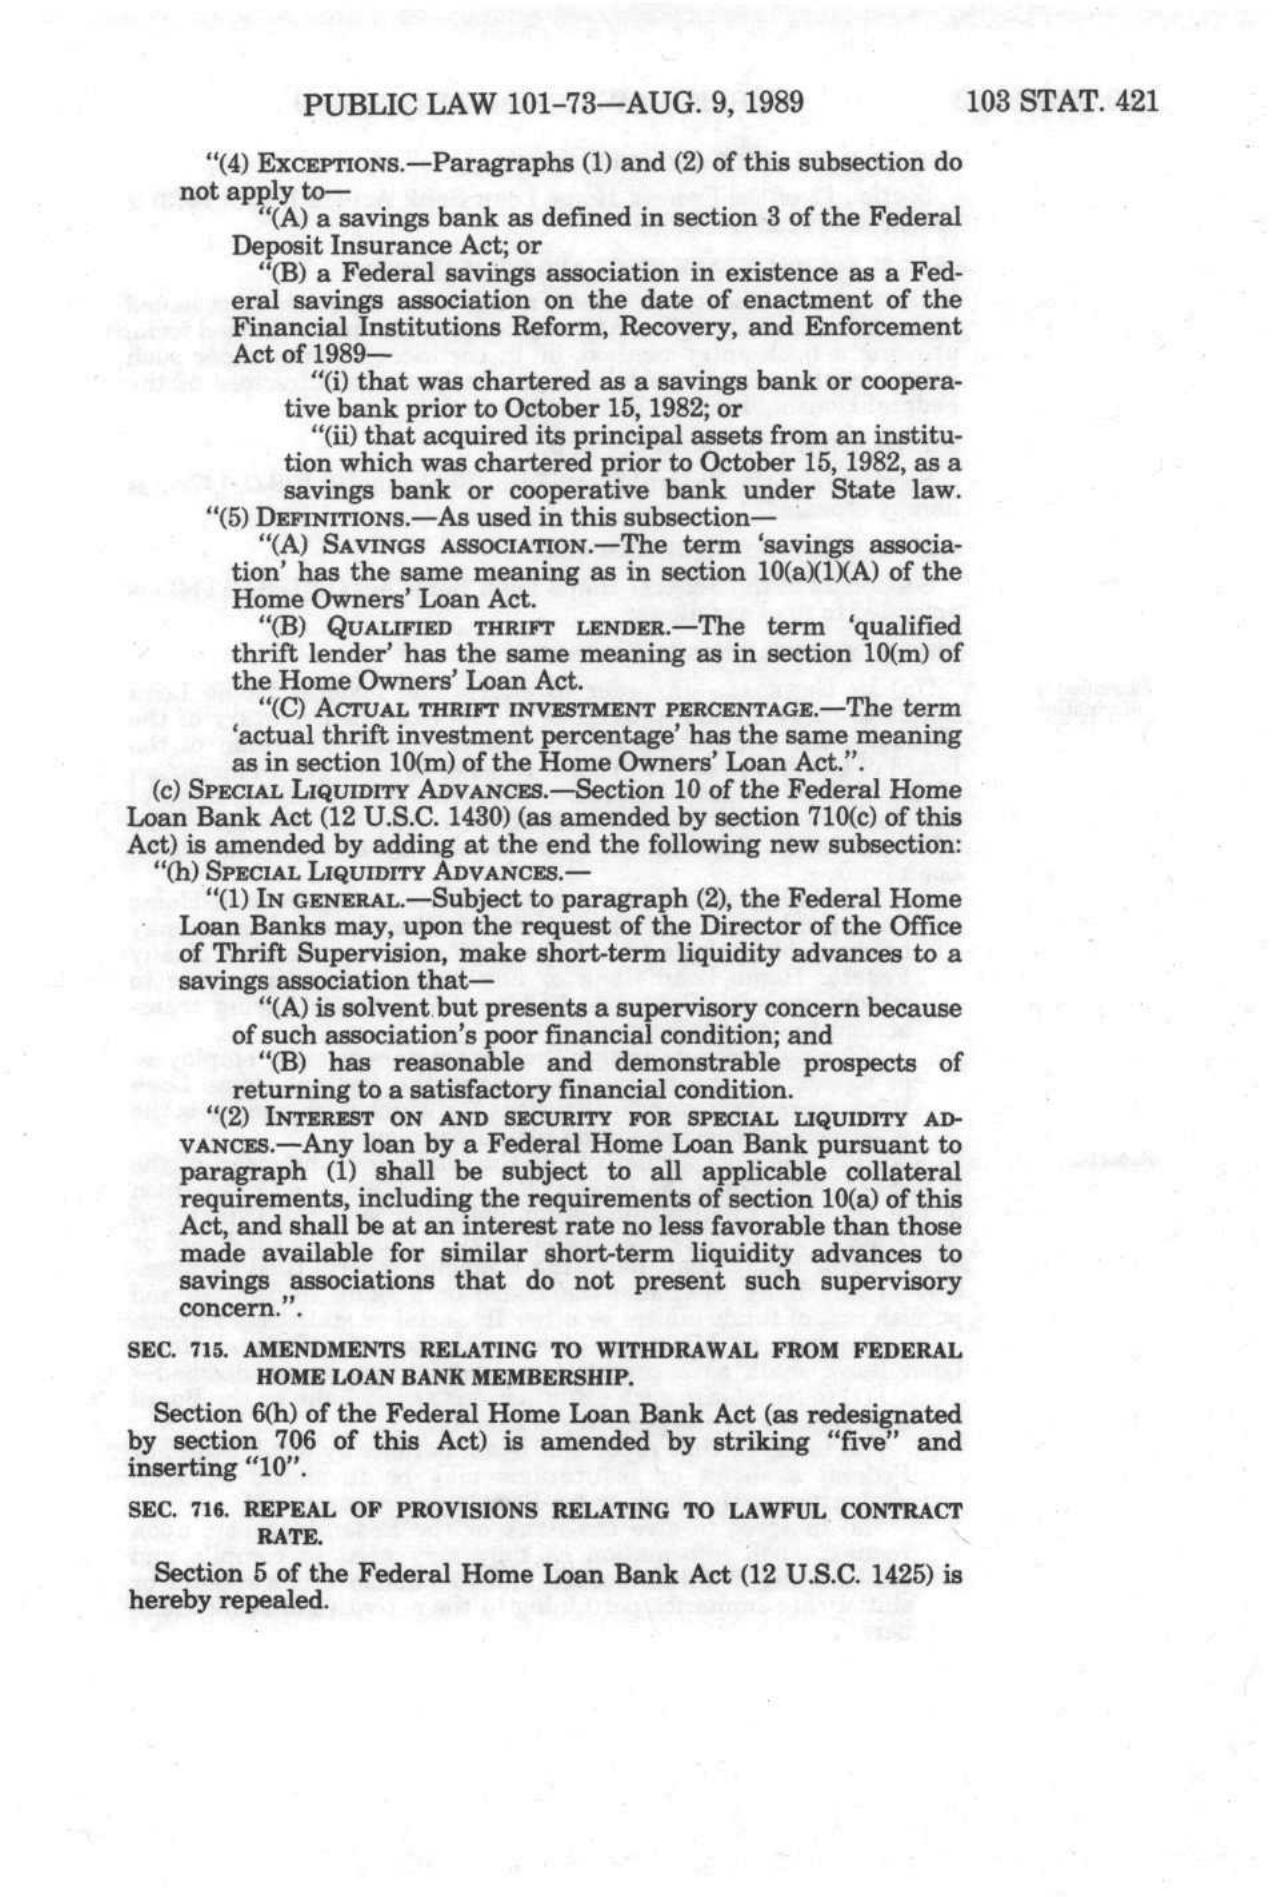 PUBLIC LAW 101-73—AUG. 9, 1989 103 STAT. 421
"(4) EXCEPTIONS.—Paragraphs (1) and (2) of this subsection do
not apply to—
"(A) a savings bank as defined in section 3 of the Federal
Deposit Insurance Act; or
"(B) a Federal savings association in existence as a Fed-
eral savings association on the date of enactment of the
Financial Institutions Reform, Recovery, and Enforcement
Act of 1989—
"(i) that was chartered as a savings bank or coopera-
tive bank prior to October 15, 1982; or
"(ii) that acquired its principal assets from an institu-
tion which was chartered prior to October 15, 1982, as a
savings bank or cooperative bank under State law.
"(5) DEFINITIONS.—As used in this subsection—
"(A) SAVINGS ASSOCIATION.—The term 'savings associa-
tion' has the same meaning as in section 10(a)(1)(A) of the
Home Owners' Loan Act.
"(B) QUALIFIED THRIFT LENDER.—The term 'qualified
thrift lender' has the same meaning as in section 10(m) of
the Home Owners' Loan Act.
"(C) ACTUAL THRIFT INVESTMENT PERCENTAGE.—The term
'actual thrift investment percentage' has the same meaning
as in section 10(m) of the Home Owners' Loan Act.".
(c) SPECIAL LIQUIDITY ADVANCES.—Section 10 of the Federal Home
Loan Bank Act (12 U.S.C. 1430) (as amended by section 710(c) of this
Act) is amended by adding at the end the following new subsection:
"(h) SPECIAL LIQUIDITY ADVANCES.—
"(1) IN GENERAL.—Subject to paragraph (2), the Federal Home
Loan Banks may, upon the request of the Director of the Office
of Thrift Supervision, make short-term liquidity advances to a
savings association that—
"(A) is solvent but presents a supervisory concern because
of such association's poor financial condition; and
"(B) has reasonable and demonstrable prospects of
returning to a satisfactory financial condition.
"(2) INTEREST ON AND SECURITY FOR SPECIAL LIQUIDITY AD-
VANCES.—Any loan by a Federal Home Loan Bank pursuant to
paragraph (1) shall be subject to all applicable collateral
requirements, including the requirements of section 10(a) of this
Act, and shall be at an interest rate no less favorable than those
made available for similar short-term liquidity advances to
savings associations that do not present such supervisory
concern.".
SEC. 715. AMENDMENTS RELATING TO WITHDRAWAL FROM FEDERAL
HOME LOAN BANK MEMBERSHIP.
Section 6(h) of the Federal Home Loan Bank Act (as redesignated
by section 706 of this Act) is amended by striking "five" and
inserting "10".
SEC. 716. REPEAL OF PROVISIONS RELATING TO LAWFUL CONTRACT
RATE.
Section 5 of the Federal Home Loan Bank Act (12 U.S.C. 1425) is
hereby repealed.